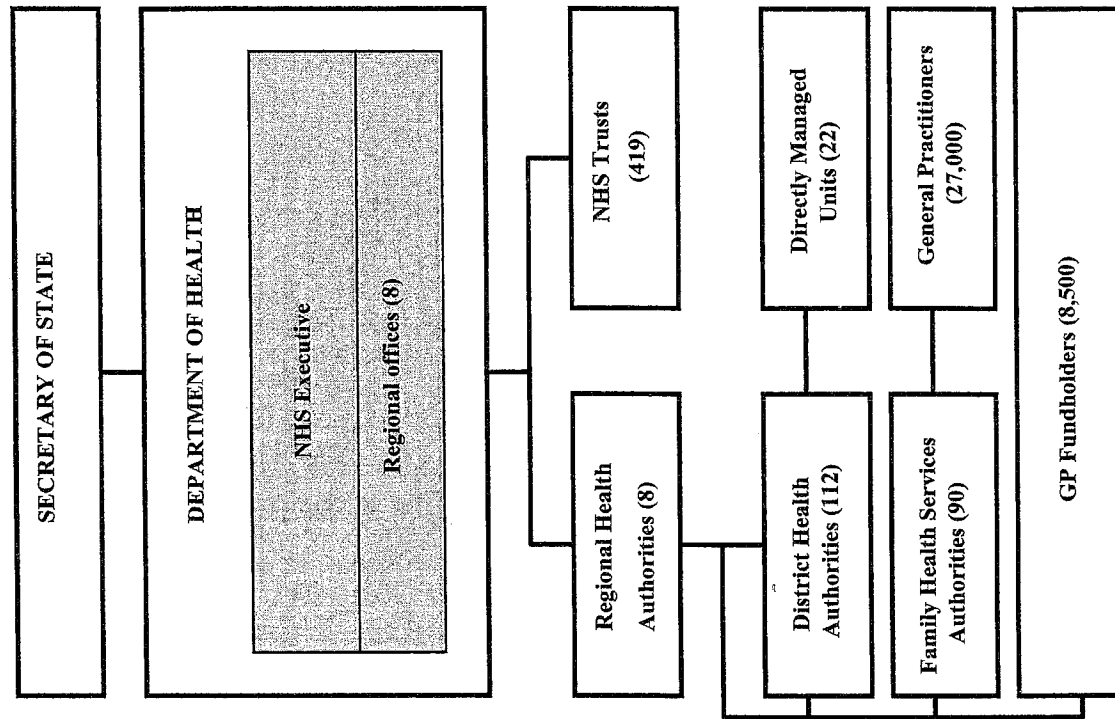 SECRETARY OF STATE
DEPARTMENT OF HEALTH
NHS Executive
Regional offices (8)
Regional Health
Authorities (8)
NHS Trusts
(419)
District Health
Authorities (112)
Directly Managed
Units (22)
Family Health Services
Authorities (90)
General Practitioners
(27,000)
GP Fundholders (8,500)